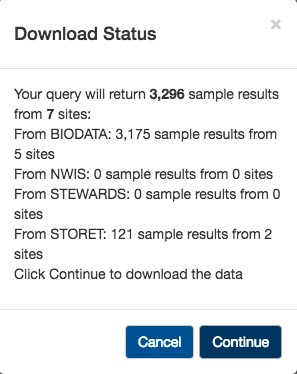 Download Status
×
Your query will return 3,296 sample results
from 7 sites:
From BIODATA: 3,175 sample results from
5 sites
From NWIS: 0 sample results from 0 sites
From STEWARDS: 0 sample results from 0
sites
From STORET: 121 sample results from 2
sites
Click Continue to download the data
Cancel
Continue